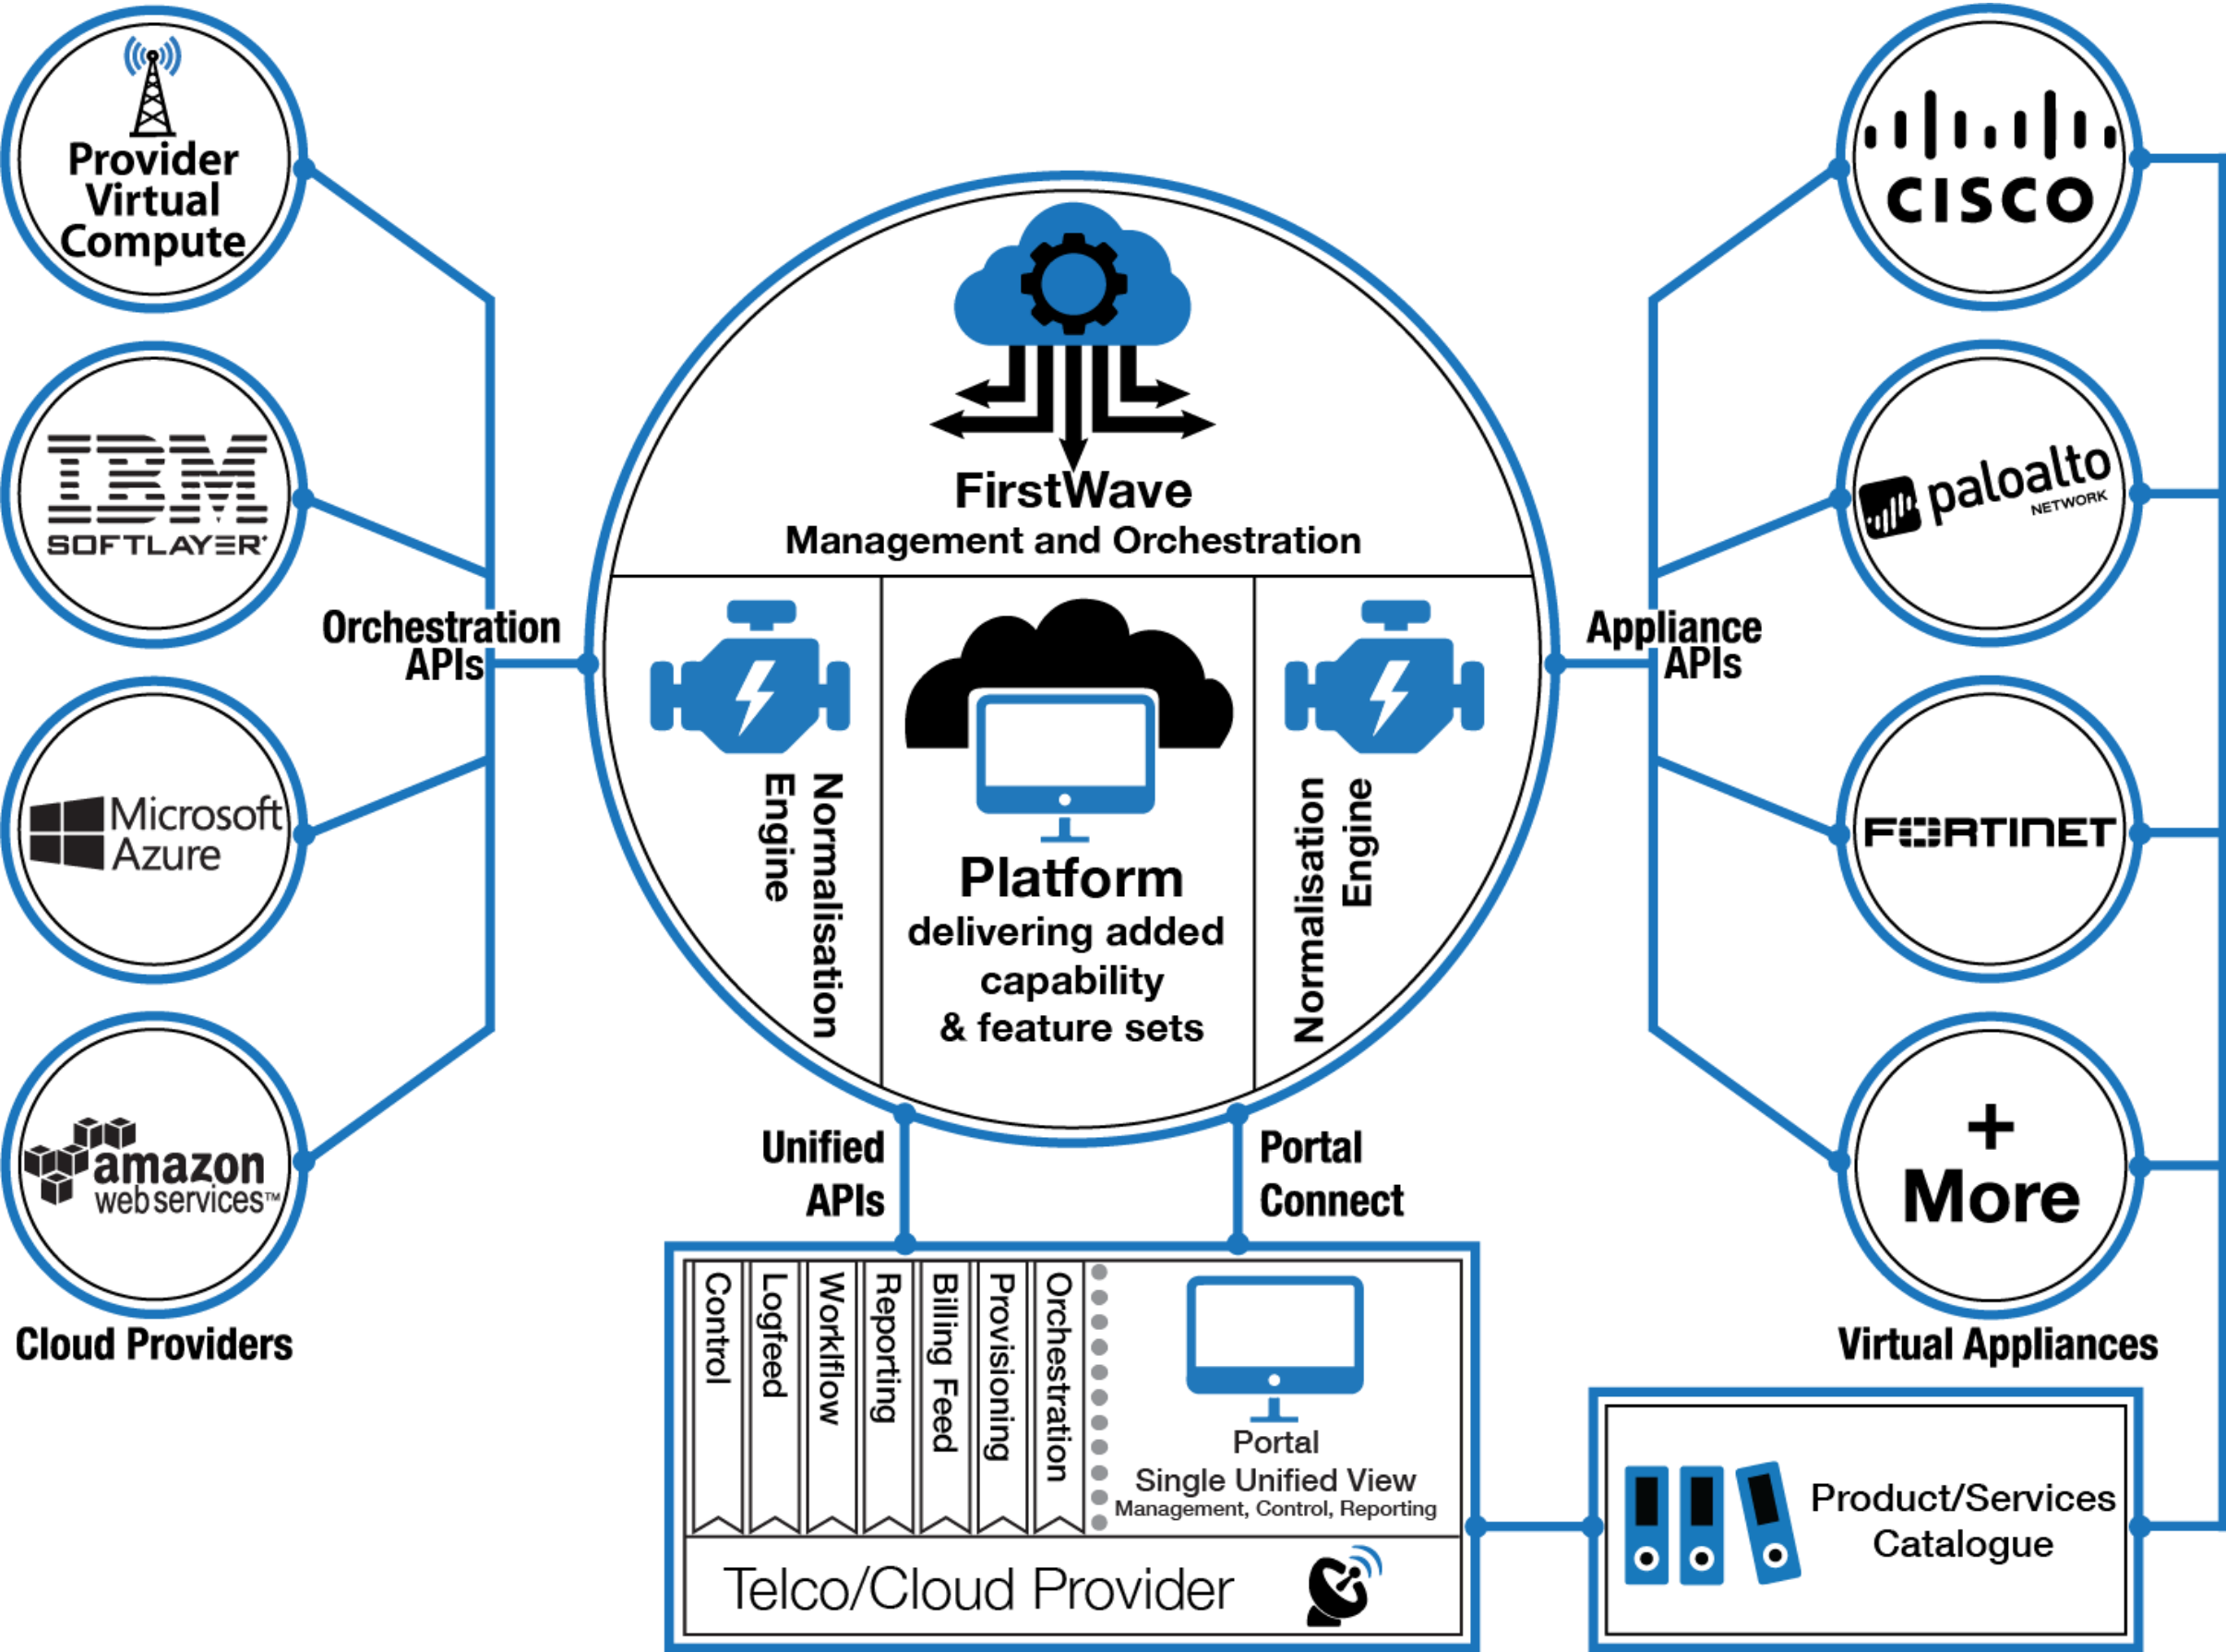 Provider
Virtual
Compute
IBM
SOFTLAYER
Microsoft
Azure
amazon
web services™
Cloud Providers
Orchestration
APIs
FirstWave
Management and Orchestration
Normalisation
Engine
Platform
delivering added
capability
& feature sets
Normalisation
Engine
Appliance
APIs
CISCO
paloalto
NETWORK
FORTINET
+
More
Virtual Appliances
Unified
APIs
Portal
Connect
Control
Logfeed
Worklflow
Reporting
Billing Feed
Provisioning
Orchestration
Portal
Single Unified View
Management, Control, Reporting
Telco/Cloud Provider
Product/Services
Catalogue